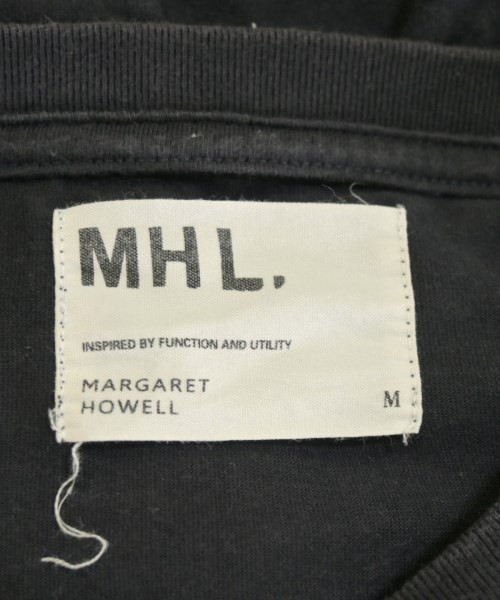 MHL.
INSPIRED BY FUNCTION AND UTILITY
MARGARET
HOWELL
M